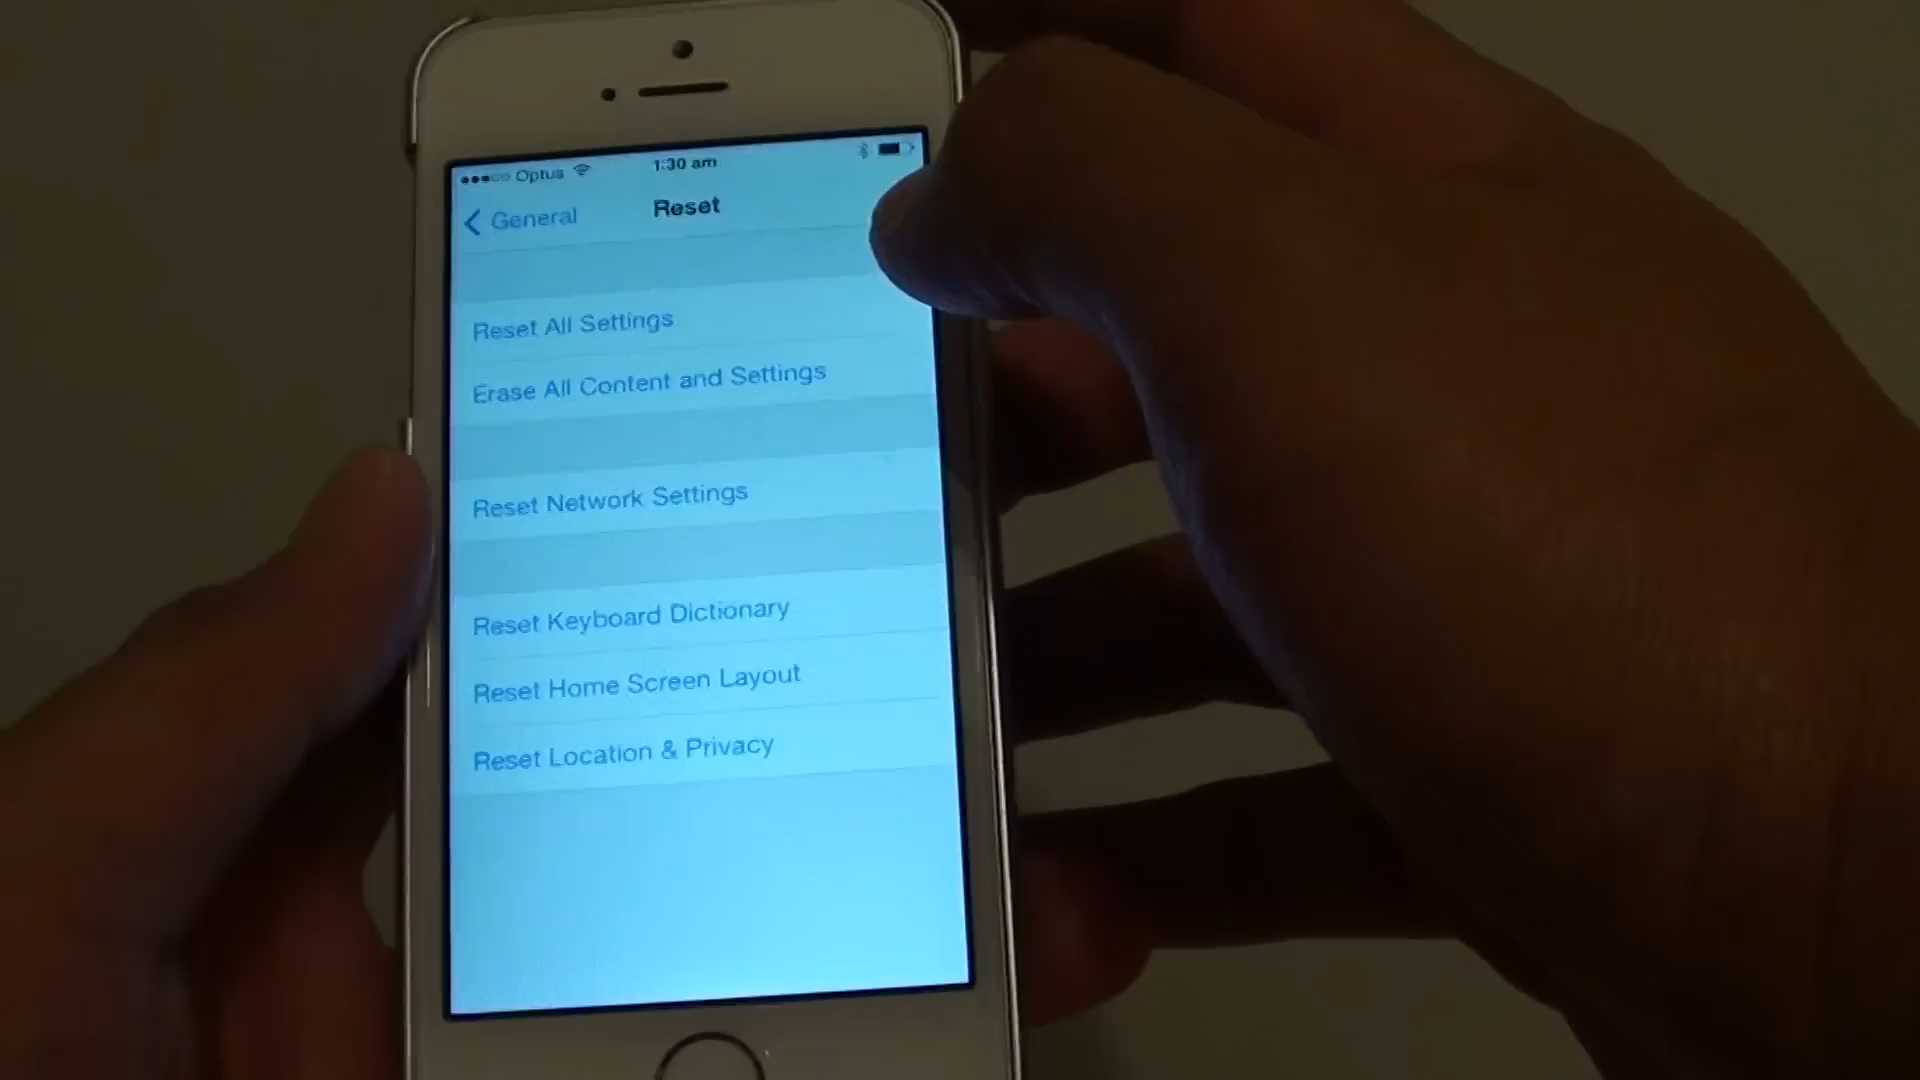 Optus 1:30 am
General Reset
Reset All Settings
Erase All Content and Settings
Reset Network Settings
Reset Keyboard Dictionary
Reset Home Screen Layout
Reset Location & Privacy